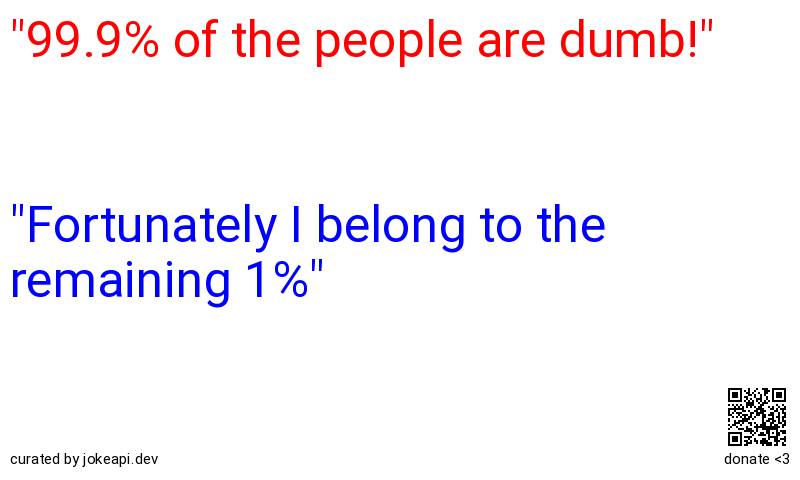 "99.9% of the people are dumb!"
"Fortunately I belong to the
remaining 1%"
curated by jokeapi.dev
donate <3